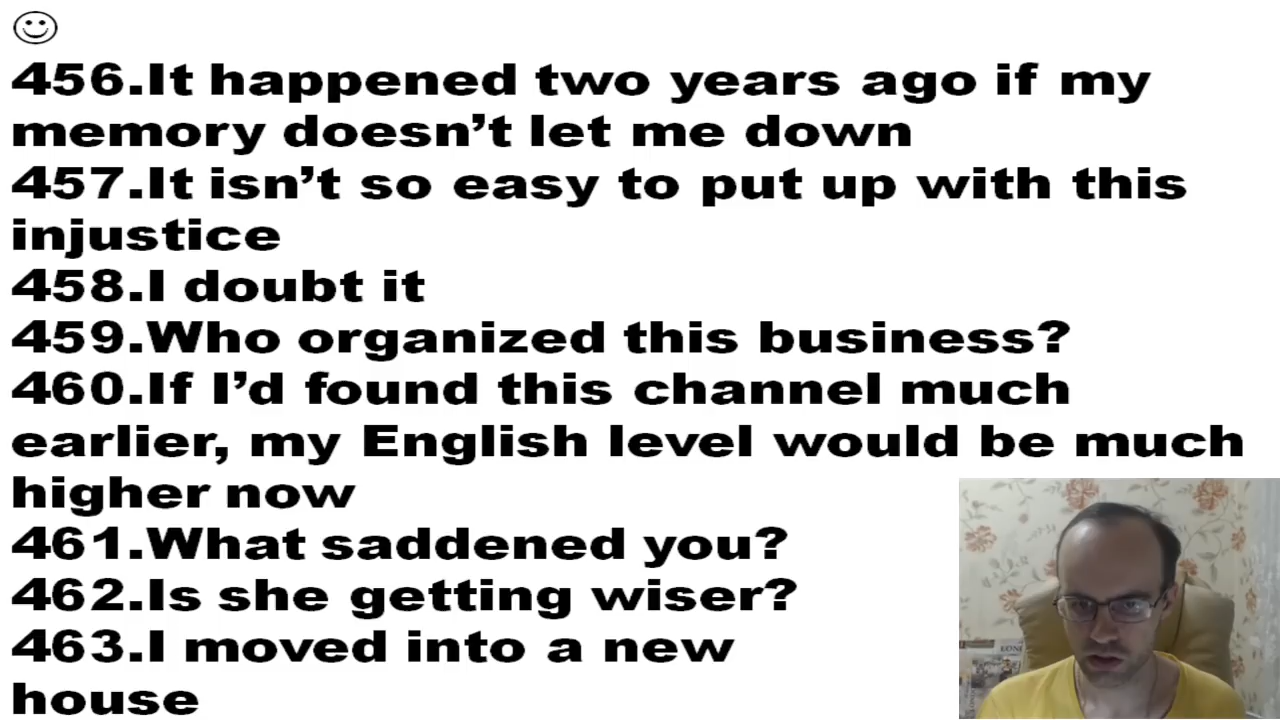 ☺
456.It happened two years ago if my
memory doesn’t let me down
457.It isn’t so easy to put up with this
injustice
458.I doubt it
459.Who organized this business?
460.If I’d found this channel much
earlier, my English level would be much
higher now
461.What saddened you?
462.Is she getting wiser?
463.I moved into a new
house